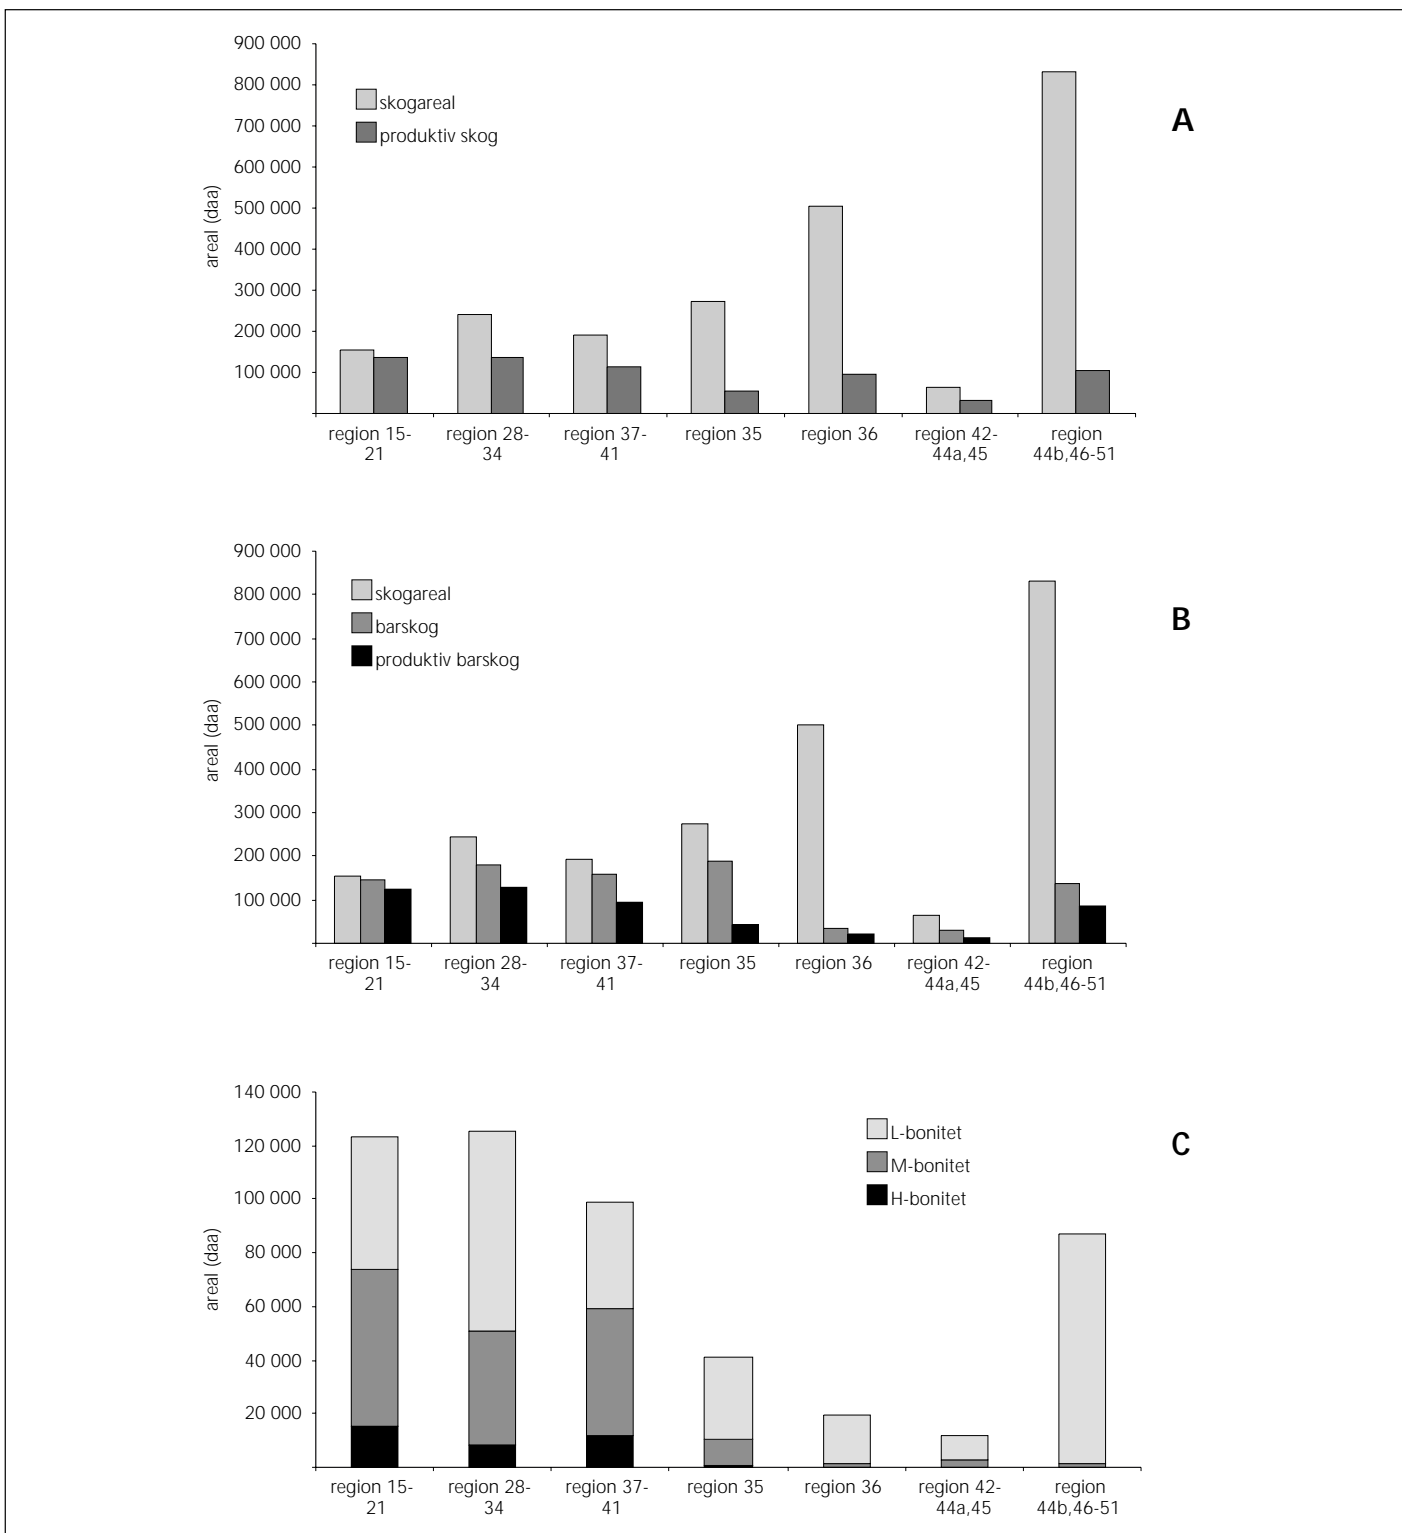 900 000
800 000
700 000
600 000
500 000
400 000
300 000
200 000
100 000
areal (daa)
skogareal
produktiv skog
A
region 15-
21
region 28-
34
region 37-
41
region 35
region 36
region 42-
44a,45
region
44b,46-51
900 000
800 000
700 000
600 000
500 000
400 000
300 000
200 000
100 000
areal (daa)
skogareal
barskog
produktiv barskog
B
region 15-
21
region 28-
34
region 37-
41
region 35
region 36
region 42-
44a,45
region
44b,46-51
140 000
120 000
100 000
80 000
60 000
40 000
20 000
areal (daa)
L-bonitet
M-bonitet
H-bonitet
C
region 15-
21
region 28-
34
region 37-
41
region 35
region 36
region 42-
44a,45
region
44b,46-51